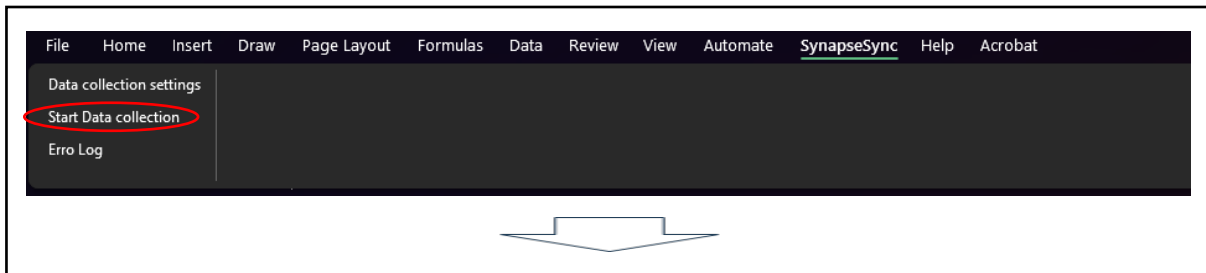 File Home Insert Draw Page Layout Formulas Data Review View Automate SynapseSync Help Acrobat
Data collection settings
Start Data collection
Erro Log